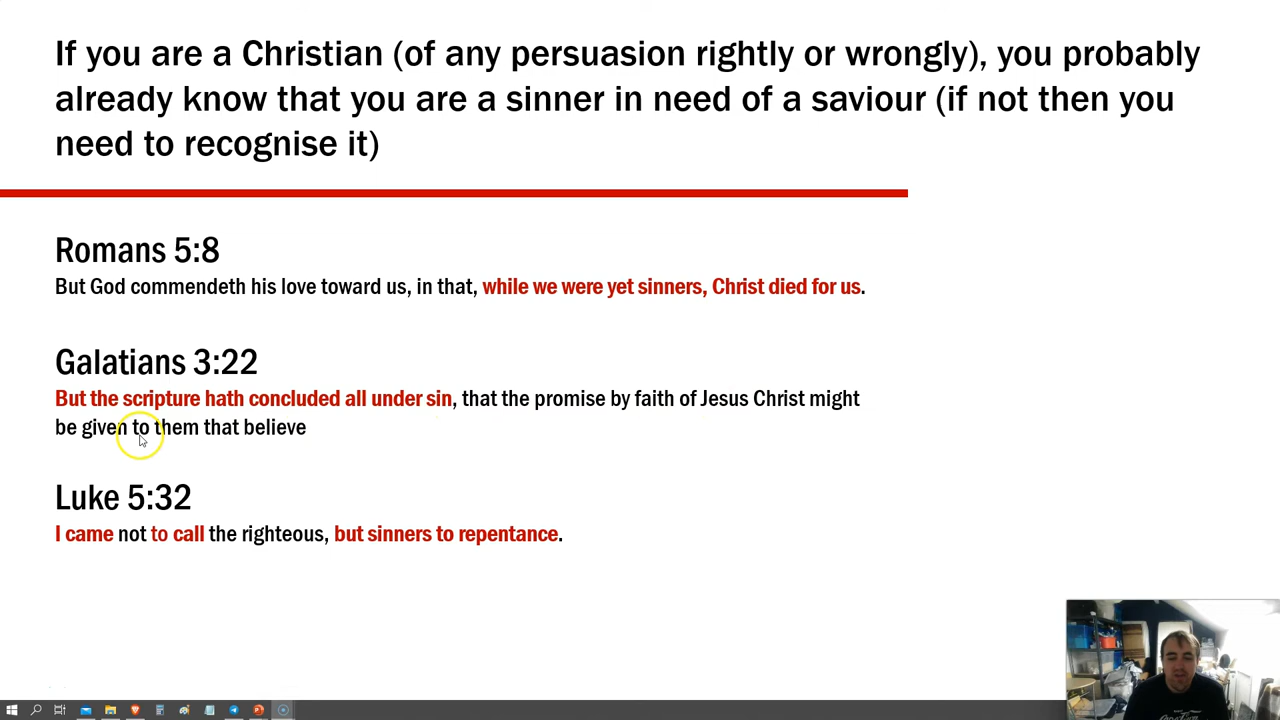 If you are a Christian (of any persuasion rightly or wrongly), you probably
already know that you are a sinner in need of a saviour (if not then you
need to recognise it)
Romans 5:8
But God commendeth his love toward us, in that, while we were yet sinners, Christ died for us.
Galatians 3:22
But the scripture hath concluded all under sin, that the promise by faith of Jesus Christ might
be given to them that believe
Luke 5:32
I came not to call the righteous, but sinners to repentance.